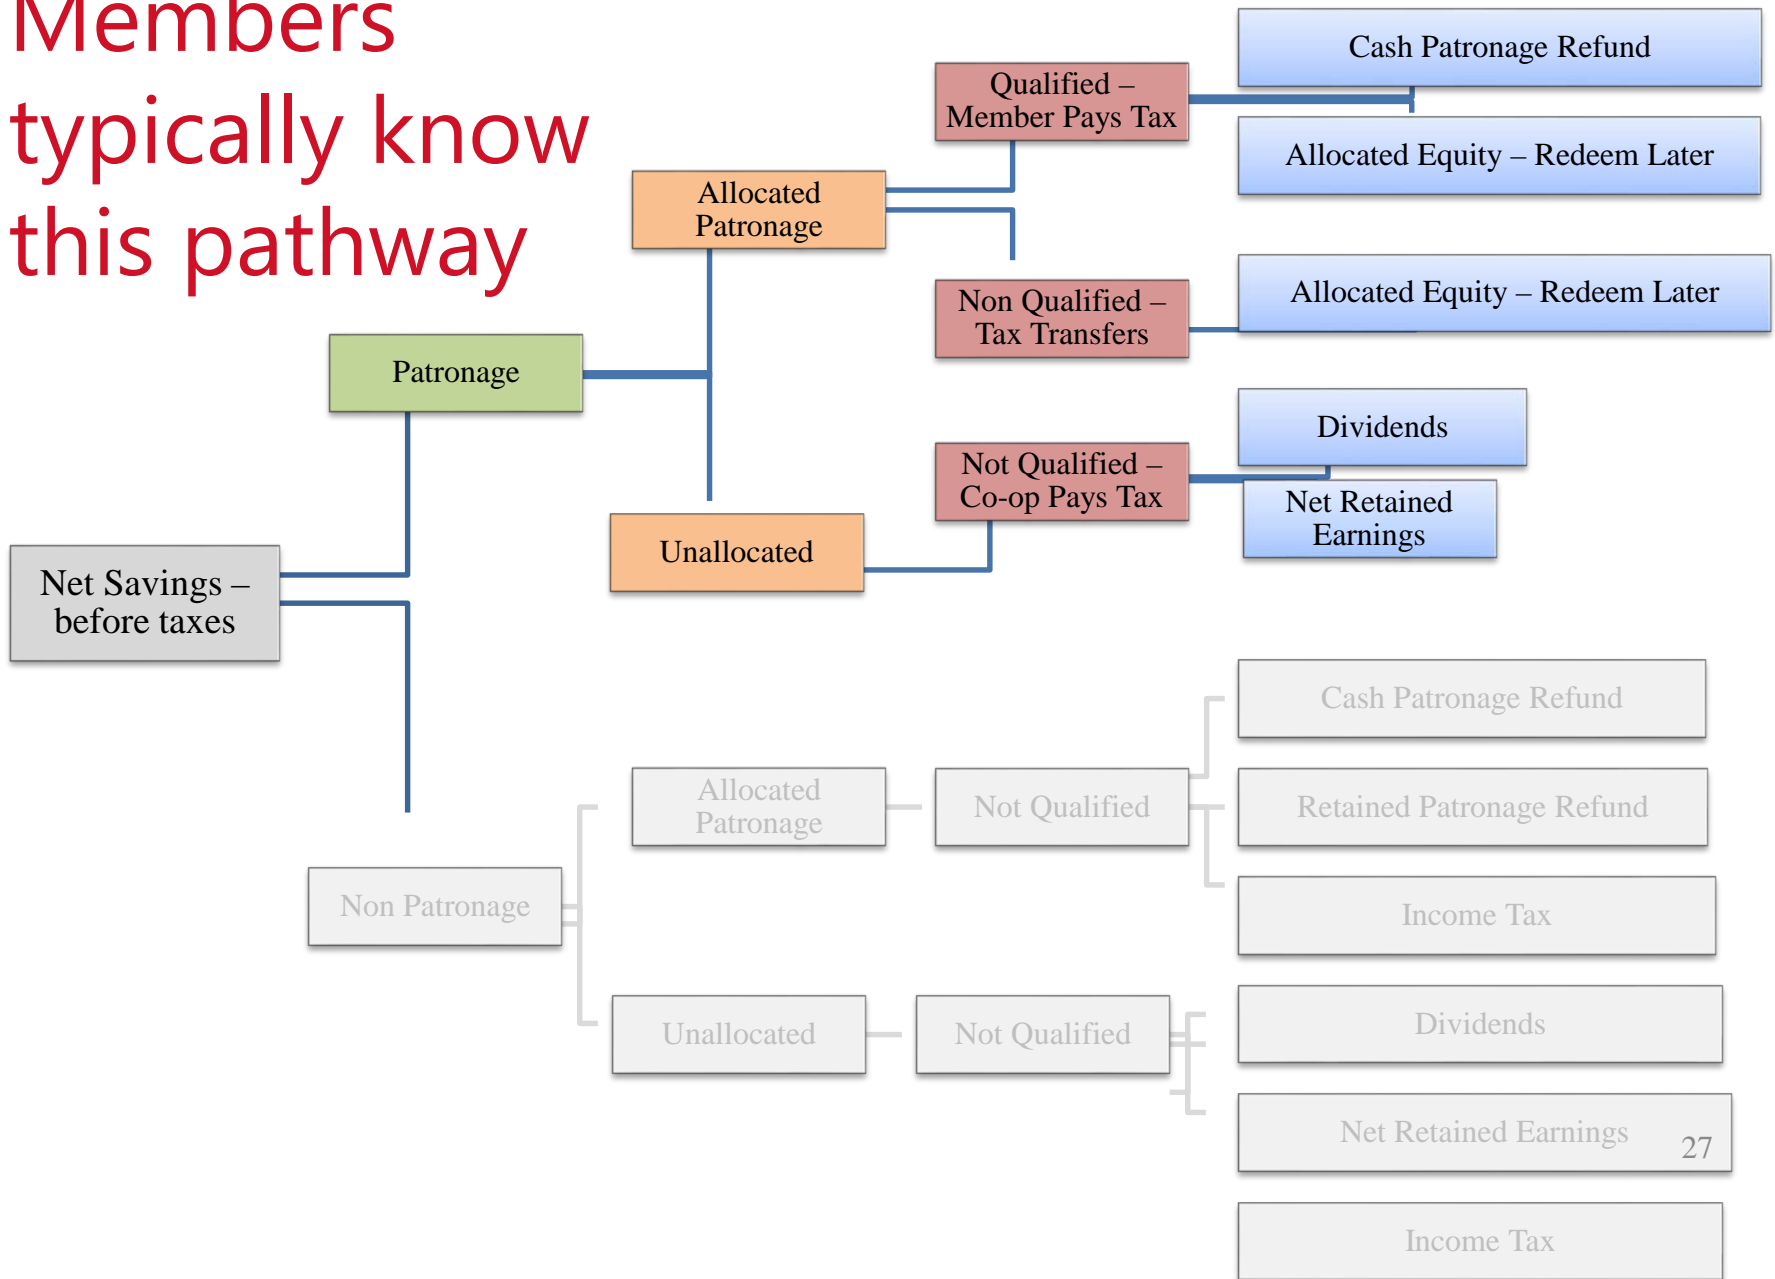 Members
typically know
this pathway
Cash Patronage Refund
Qualified –
Member Pays Tax
Allocated Equity – Redeem Later
Allocated
Patronage
Non Qualified –
Tax Transfers
Allocated Equity – Redeem Later
Patronage
Dividends
Not Qualified –
Co-op Pays Tax
Net Retained
Earnings
Unallocated
Net Savings –
before taxes
Cash Patronage Refund
Allocated
Patronage
Not Qualified
Retained Patronage Refund
Non Patronage
Income Tax
Unallocated
Not Qualified
Dividends
Net Retained Earnings
27
Income Tax